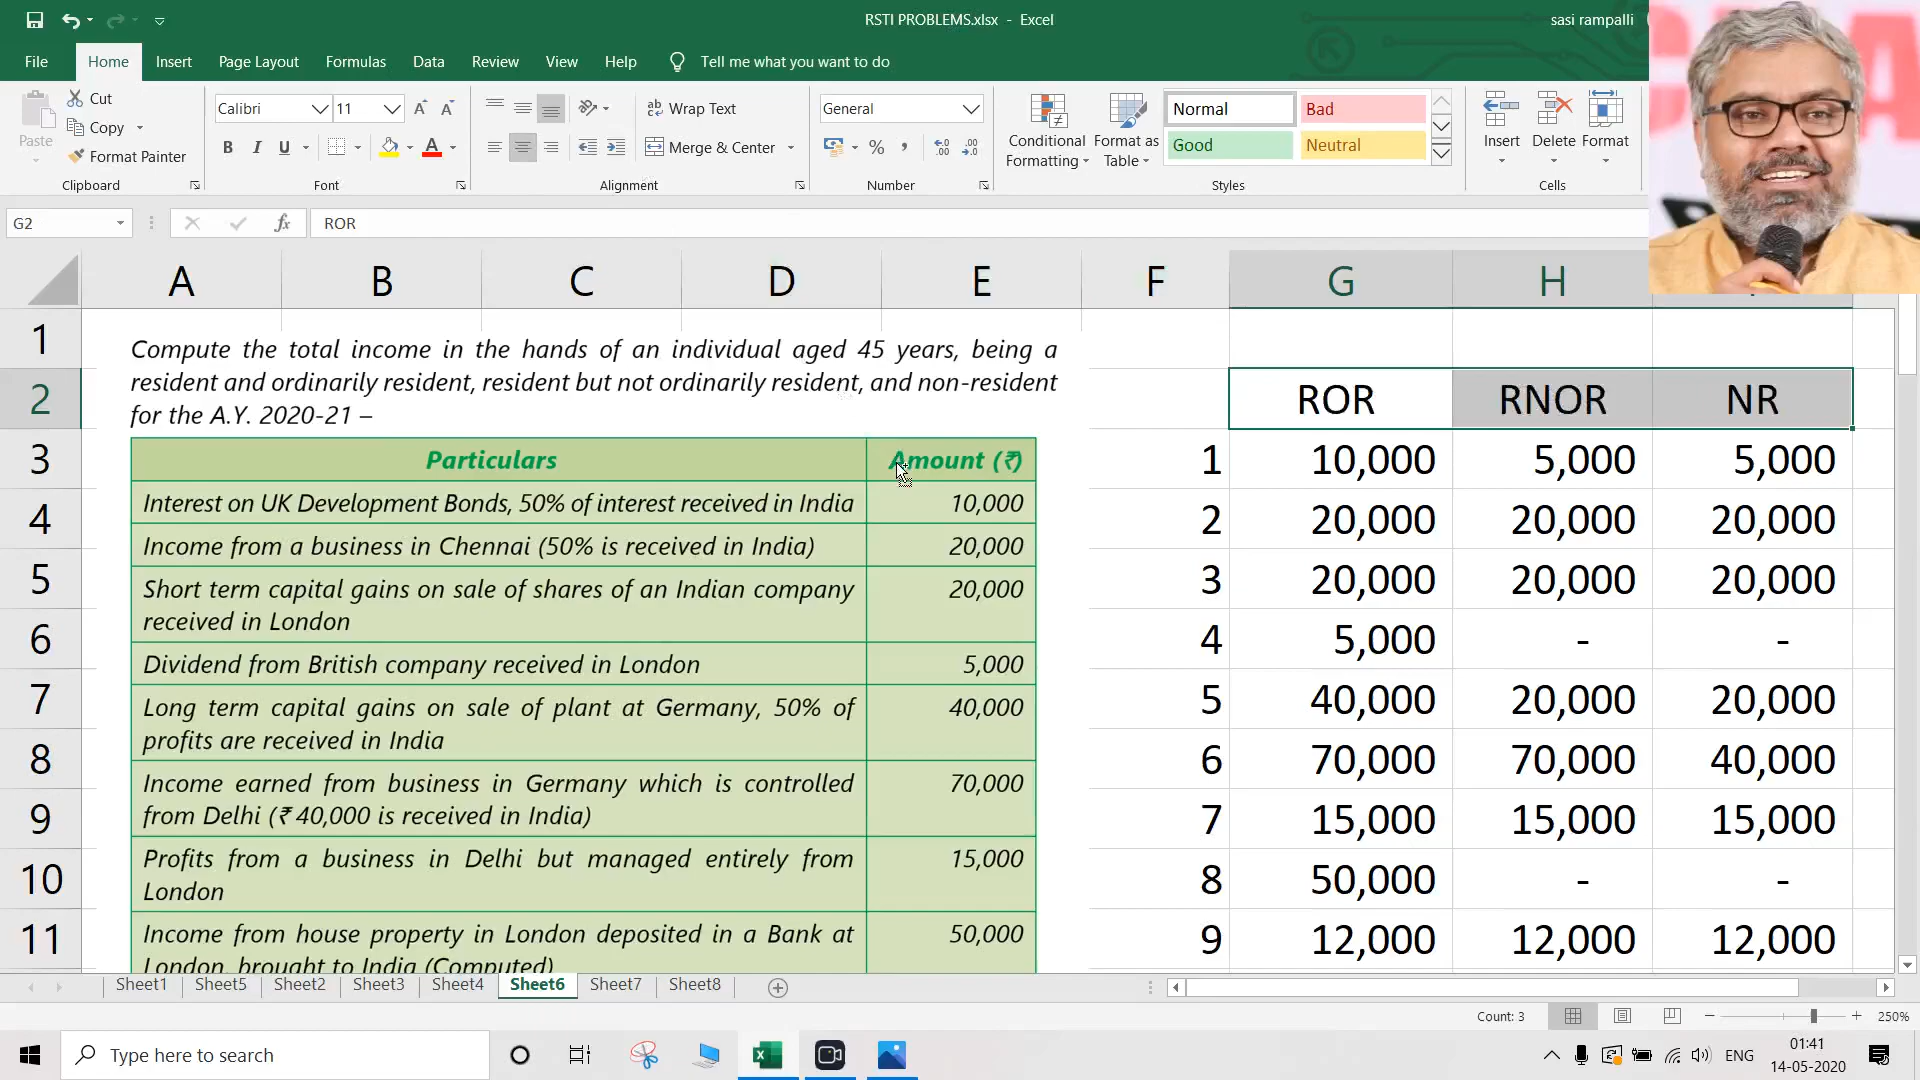 RSTI PROBLEMS.xlsx - Excel
sasi rampalli
File Home Insert Page Layout Formulas Data Review View Help Tell me what you want to do
Cut
Copy
Paste
Format Painter
Clipboard
Calibri 11
B I U
Font
Wrap Text
Merge & Center
Alignment
General
Number
Conditional Formatting
Format as Table
Normal Bad
Good Neutral
Styles
Insert Delete Format
Cells
G2 fx ROR
A B C D E F G H
1
2
3
4
5
6
7
8
9
10
11
Compute the total income in the hands of an individual aged 45 years, being a
resident and ordinarily resident, resident but not ordinarily resident, and non-resident
for the A.Y. 2020-21 –
Particulars Amount (₹)
Interest on UK Development Bonds, 50% of interest received in India 10,000
Income from a business in Chennai (50% is received in India) 20,000
Short term capital gains on sale of shares of an Indian company 20,000
received in London
Dividend from British company received in London 5,000
Long term capital gains on sale of plant at Germany, 50% of 40,000
profits are received in India
Income earned from business in Germany which is controlled 70,000
from Delhi (₹ 40,000 is received in India)
Profits from a business in Delhi but managed entirely from 15,000
London
Income from house property in London deposited in a Bank at 50,000
London, brought to India (Computed)
ROR RNOR NR
1 10,000 5,000 5,000
2 20,000 20,000 20,000
3 20,000 20,000 20,000
4 5,000 - -
5 40,000 20,000 20,000
6 70,000 70,000 40,000
7 15,000 15,000 15,000
8 50,000 - -
9 12,000 12,000 12,000
Sheet1 Sheet5 Sheet2 Sheet3 Sheet4 Sheet6 Sheet7 Sheet8
Count: 3 250%
Type here to search
ENG
01:41
14-05-2020